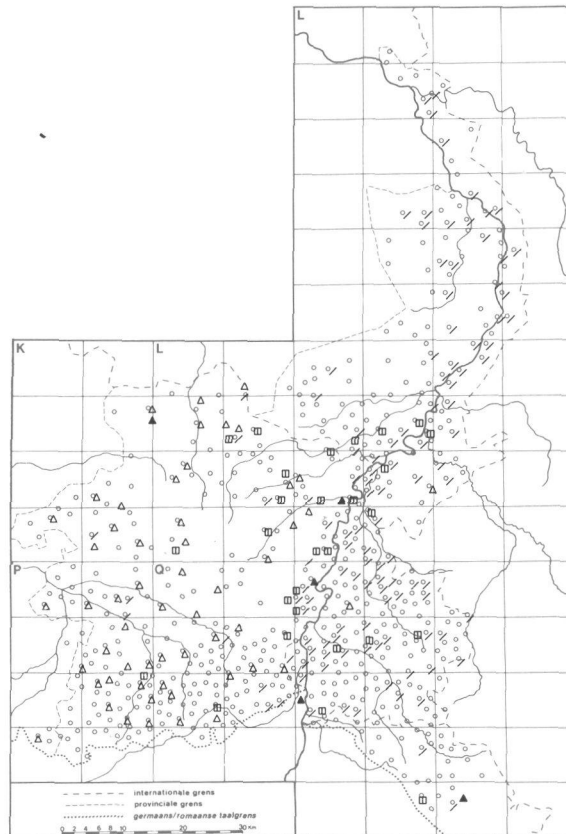 L
K L
P Q
internationale grens
provinciale grens
germaans/romaanse taalgrens
0 2 4 6 8 10 20 30 Km